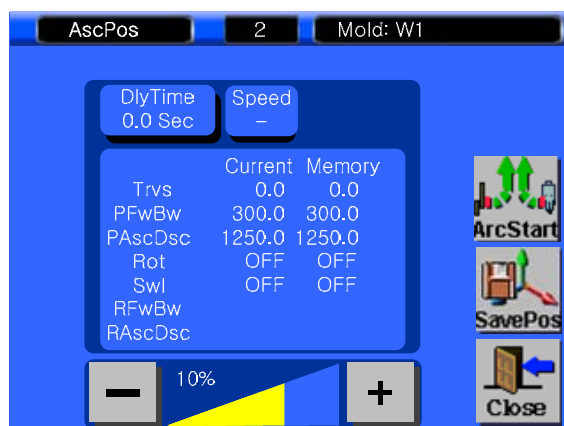 AscPos 2 Mold: W1
DlyTime Speed
0.0 Sec –
Current Memory
Trvs 0.0 0.0
PFwBw 300.0 300.0
PAscDsc 1250.0 1250.0
Rot OFF OFF
Swl OFF OFF
RFwBw
RAscDsc
ArcStart
SavePos
10%
− +
Close